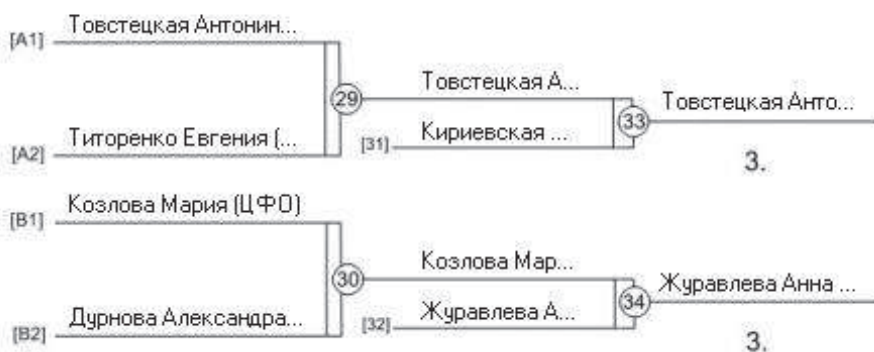 [A1] Товстецкая Антонин...
29
Товстецкая А...
33
Товстецкая Анто...
[A2] Титоренко Евгения (...
[31] Кириевская ...
3.
[B1] Козлова Мария (ЦФО)
30
Козлова Мар...
34
Журавлева Анна ...
[B2] Дурнова Александра...
[32] Журавлева А...
3.